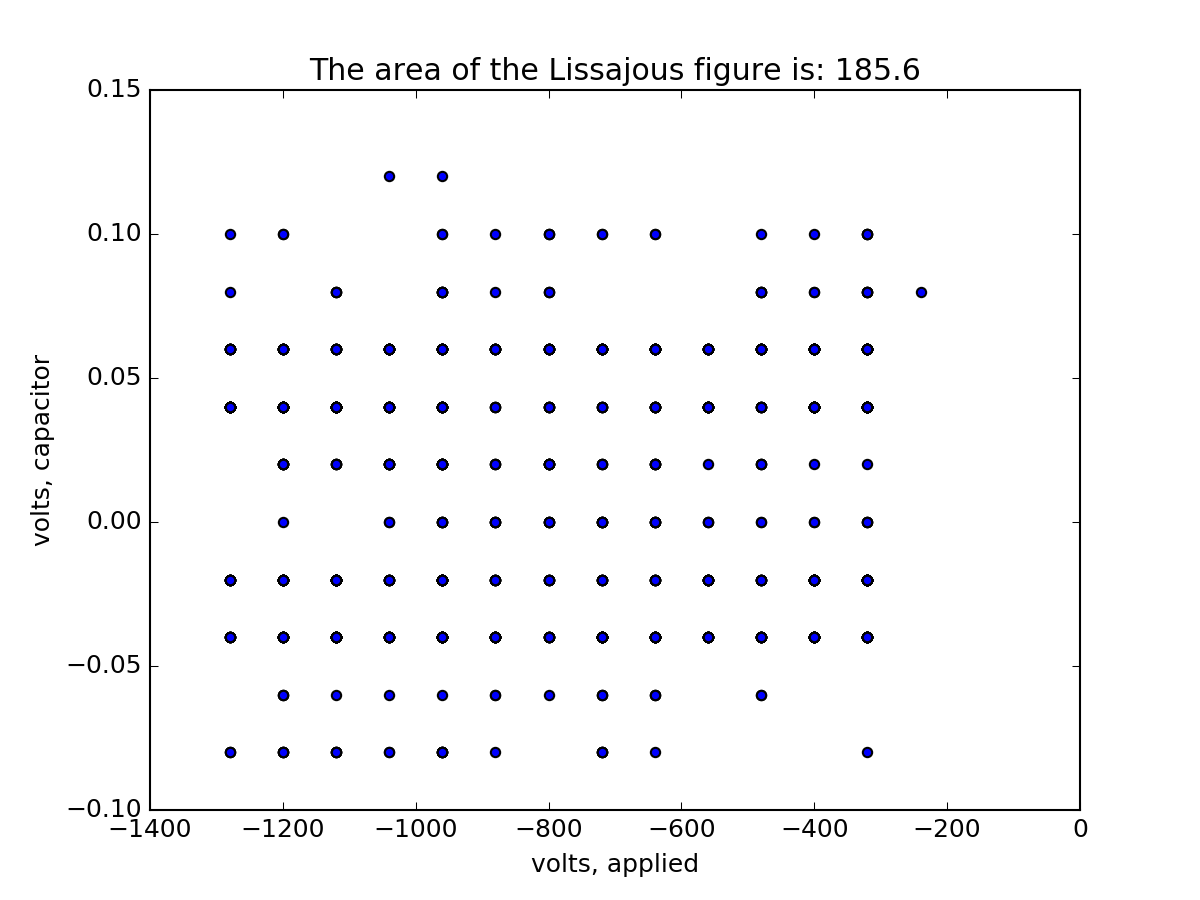 The area of the Lissajous figure is: 185.6
0.15
0.10
0.05
0.00
−0.05
−0.10
volts, capacitor
−1400 −1200 −1000 −800 −600 −400 −200 0
volts, applied